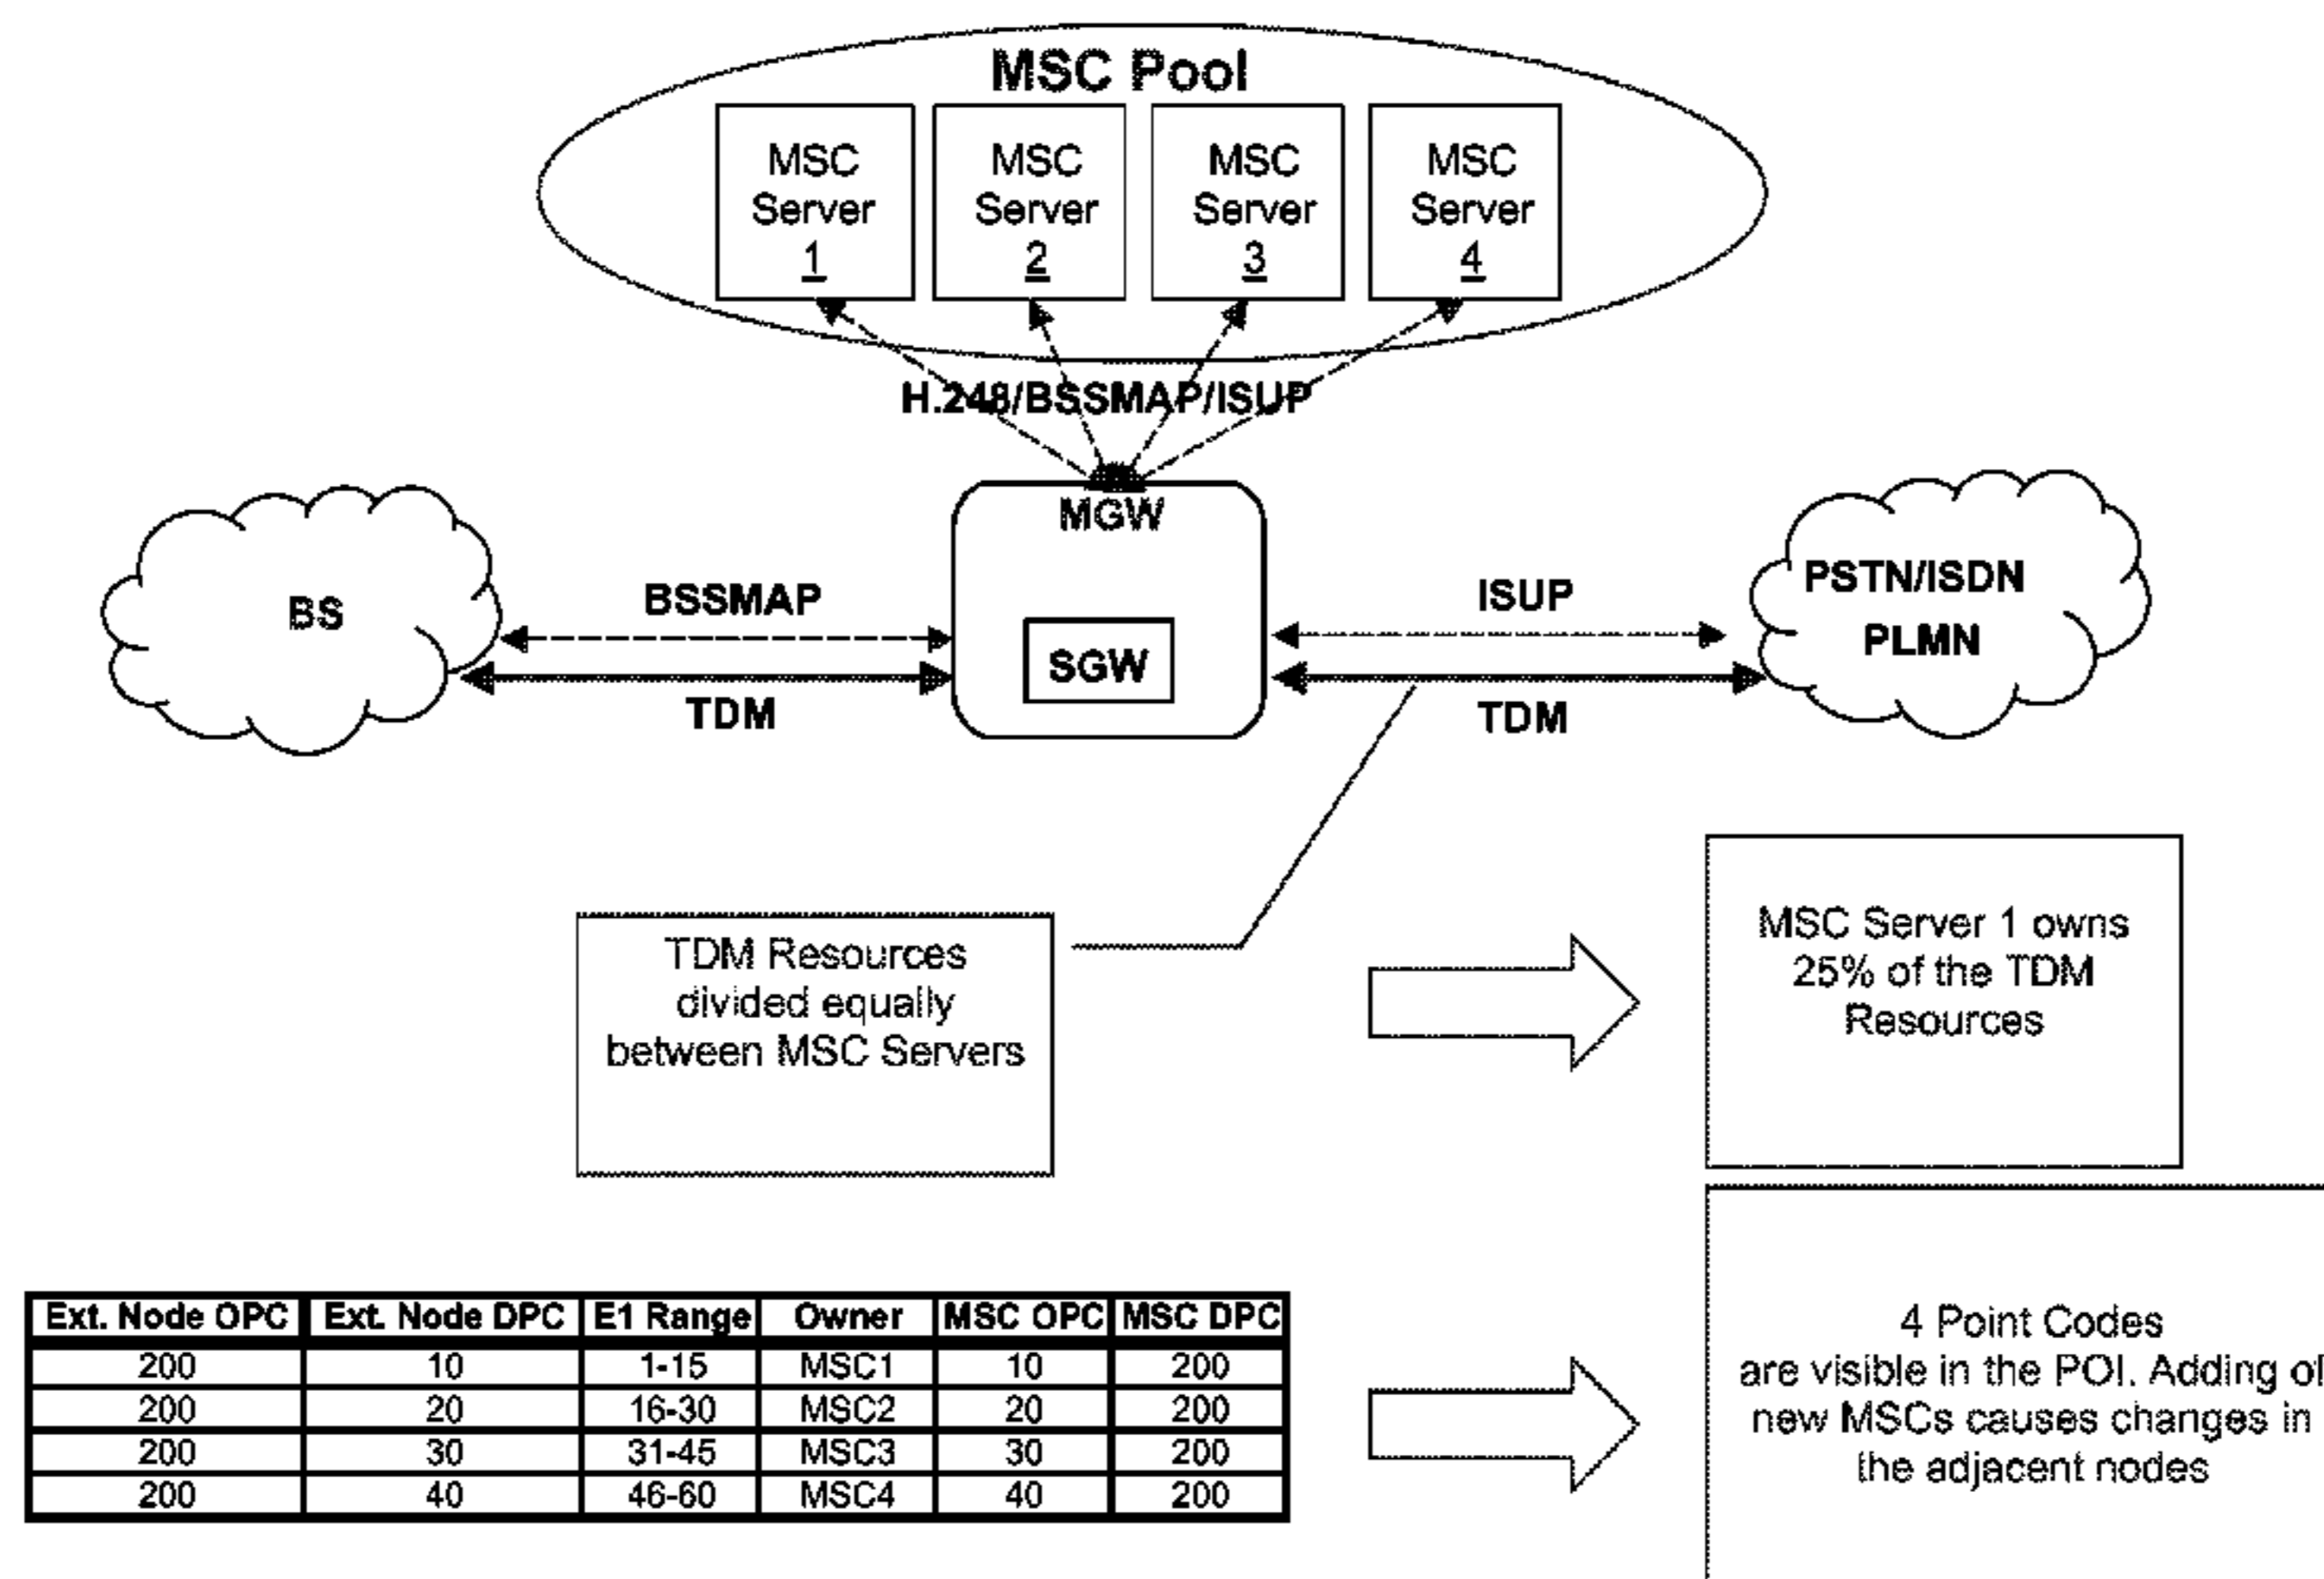 MSC Pool
MSC
Server
1
MSC
Server
2
MSC
Server
3
MSC
Server
4
H.248/BSSMAP/ISUP
MGW
SGW
BS
BSSMAP
TDM
ISUP
TDM
PSTN/ISDN
PLMN
TDM Resources
divided equally
between MSC Servers
MSC Server 1 owns
25% of the TDM
Resources
Ext. Node OPC Ext. Node DPC E1 Range Owner MSC OPC MSC DPC
200 10 1-15 MSC1 10 200
200 20 16-30 MSC2 20 200
200 30 31-45 MSC3 30 200
200 40 46-60 MSC4 40 200
4 Point Codes
are visible in the POI. Adding of
new MSCs causes changes in
the adjacent nodes